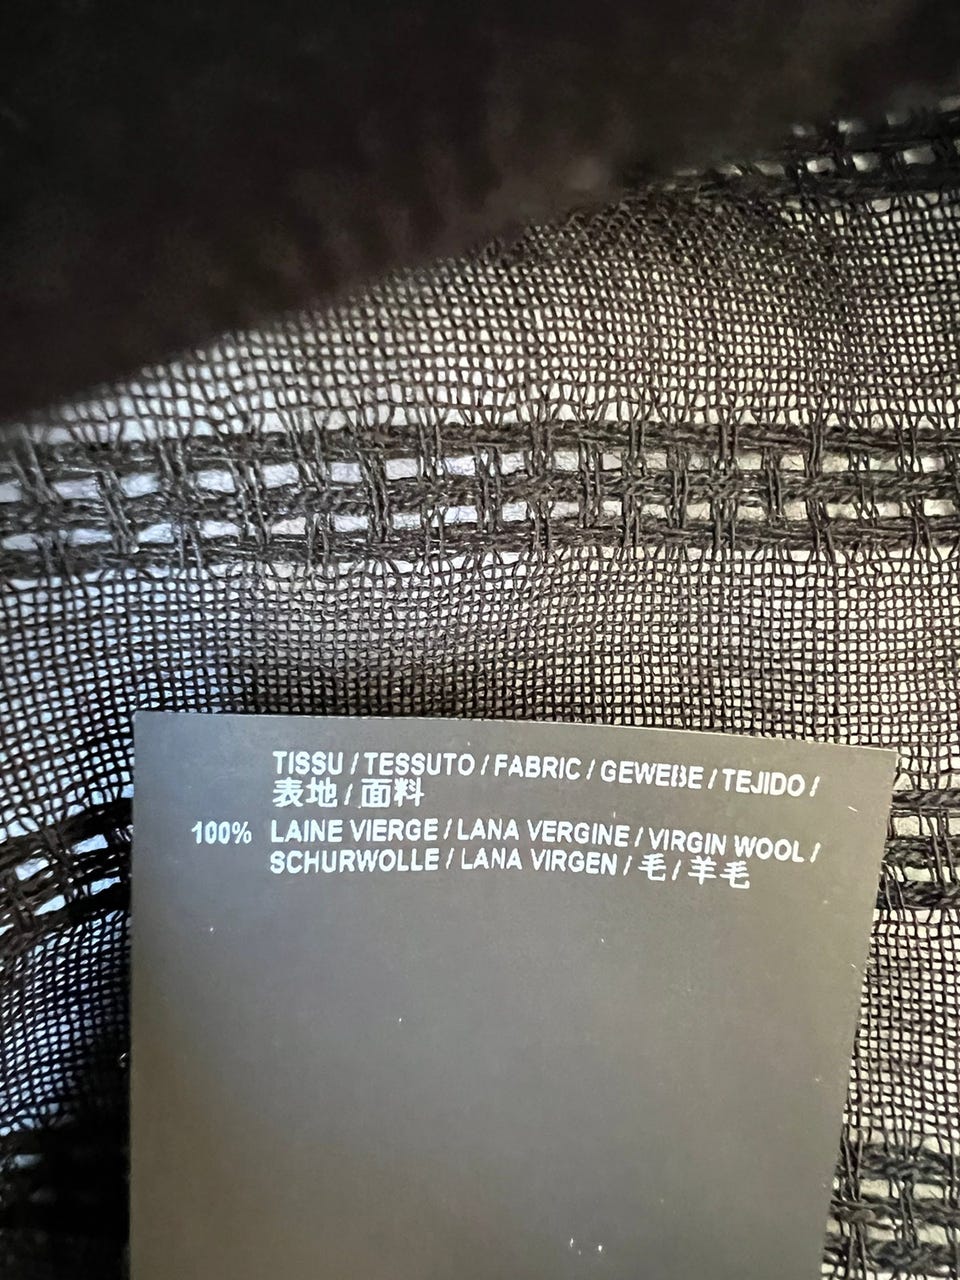 TISSU / TESSUTO / FABRIC / GEWEBE / TEJIDO /
表地 / 面料
100% LAINE VIERGE / LANA VERGINE / VIRGIN WOOL /
SCHURWOLLE / LANA VIRGEN / 毛 / 羊毛